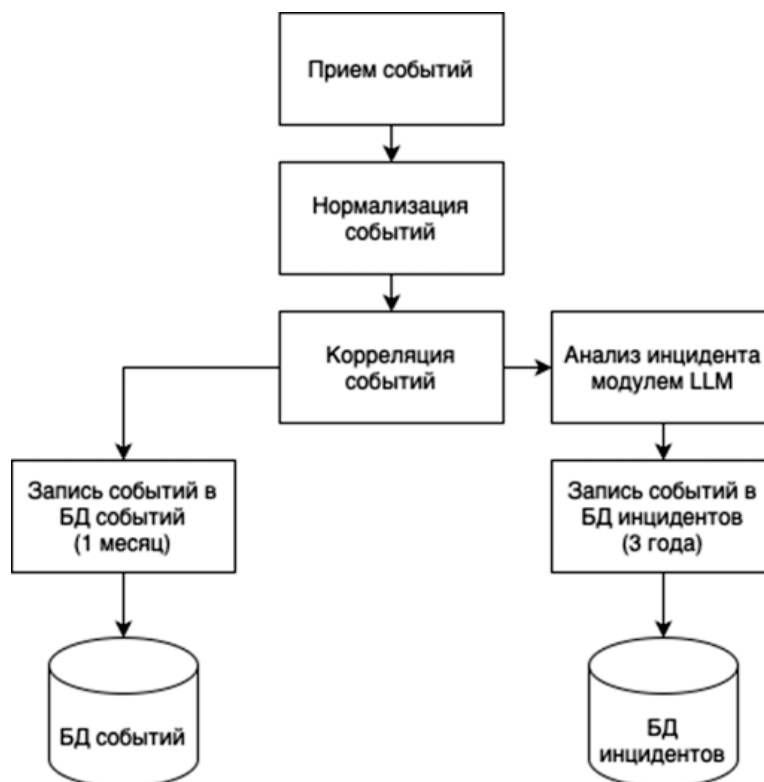 Прием событий
Нормализация
событий
Корреляция
событий
Анализ инцидента
модулем LLM
Запись событий в
БД событий
(1 месяц)
Запись событий в
БД инцидентов
(3 года)
БД событий
БД
инцидентов